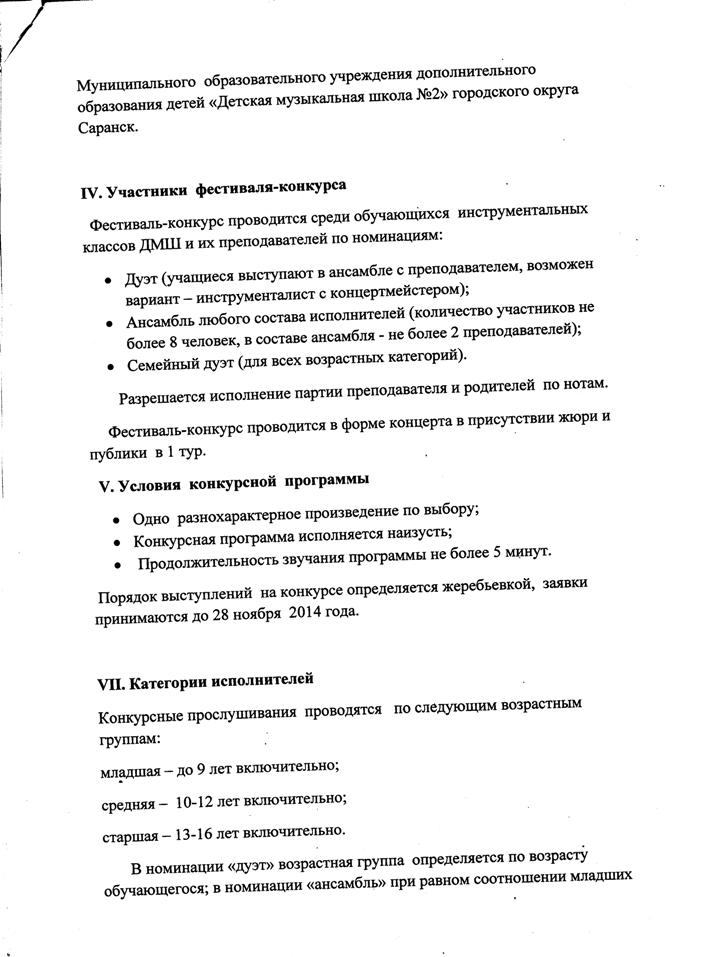 Муниципального образовательного учреждения дополнительного
образования детей «Детская музыкальная школа №2» городского округа
Саранск.
IV. Участники фестиваля-конкурса
Фестиваль-конкурс проводится среди обучающихся инструментальных
классов ДМШ и их преподавателей по номинациям:
• Дуэт (учащиеся выступают в ансамбле с преподавателем, возможен
вариант – инструменталист с концертмейстером);
• Ансамбль любого состава исполнителей (количество участников не
более 8 человек, в составе ансамбля - не более 2 преподавателей);
• Семейный дуэт (для всех возрастных категорий).
Разрешается исполнение партии преподавателя и родителей по нотам.
Фестиваль-конкурс проводится в форме концерта в присутствии жюри и
публики в 1 тур.
V. Условия конкурсной программы
• Одно разнохарактерное произведение по выбору;
• Конкурсная программа исполняется наизусть;
• Продолжительность звучания программы не более 5 минут.
Порядок выступлений на конкурсе определяется жеребьевкой, заявки
принимаются до 28 ноября 2014 года.
VII. Категории исполнителей
Конкурсные прослушивания проводятся по следующим возрастным
группам:
младшая – до 9 лет включительно;
средняя – 10-12 лет включительно;
старшая – 13-16 лет включительно.
В номинации «дуэт» возрастная группа определяется по возрасту
обучающегося; в номинации «ансамбль» при равном соотношении младших